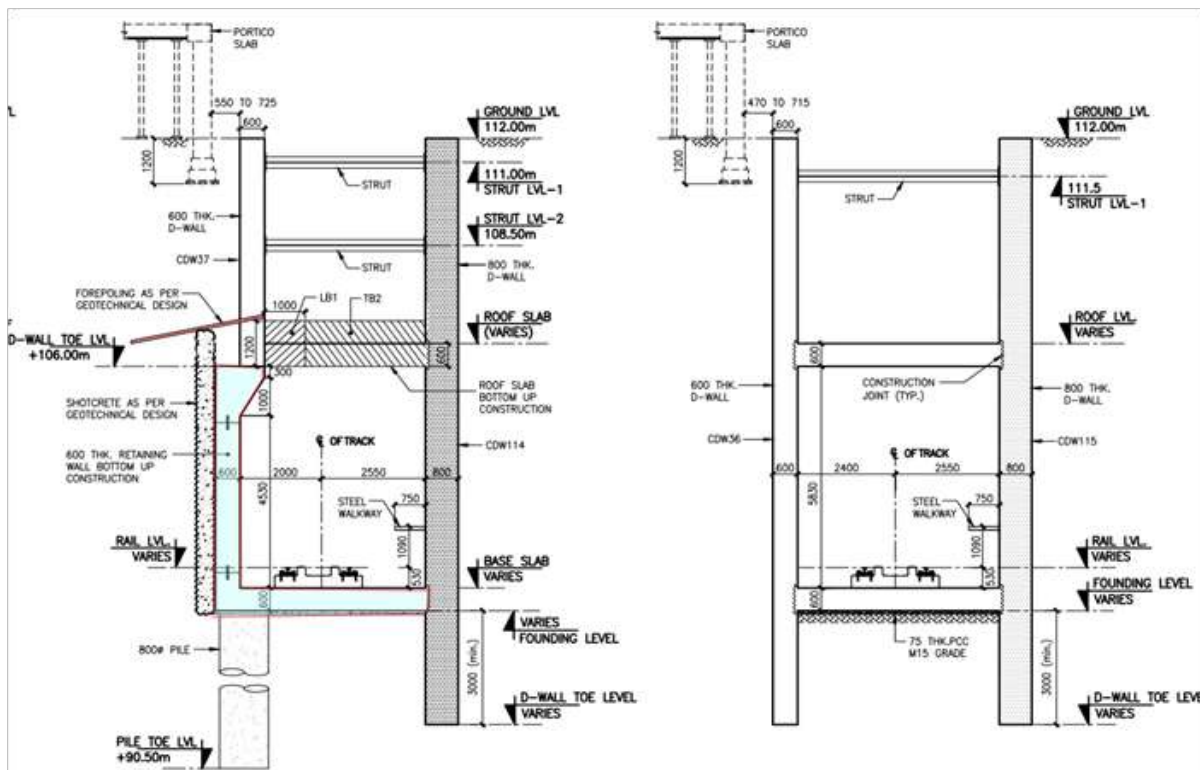 PORTICO
SLAB
550 TO 725
600
1200
GROUND LVL
112.00m
STRUT
111.00m
STRUT LVL-1
STRUT LVL-2
108.50m
STRUT
600 THK.
D-WALL
CDW37
800 THK.
D-WALL
FOREPOLING AS PER
GEOTECHNICAL DESIGN
1000
LB1
TB2
ROOF SLAB
(VARIES)
D-WALL TOE LVL
+106.00m
1200
600
300
SHOTCRETE AS PER
GEOTECHNICAL DESIGN
1000
ROOF SLAB
BOTTOM UP
CONSTRUCTION
600 THK. RETAINING
WALL BOTTOM UP
CONSTRUCTION
OF TRACK
CDW114
600
2000
2550
800
4530
750
STEEL
WALKWAY
1090
530
RAIL LVL.
VARIES
BASE SLAB
VARIES
600
VARIES
FOUNDING LEVEL
800# PILE
3000 (min.)
D-WALL TOE LEVEL
VARIES
PILE TOE LVL
+90.50m
PORTICO
SLAB
470 TO 715
600
1200
GROUND LVL
112.00m
STRUT
111.5
STRUT LVL-1
ROOF LVL.
VARIES
600
600 THK.
D-WALL
CONSTRUCTION
JOINT (TYP.)
800 THK.
D-WALL
CDW36
CDW115
OF TRACK
600
2400
2550
800
5830
750
STEEL
WALKWAY
1090
530
RAIL LVL.
VARIES
FOUNDING LEVEL
VARIES
600
75 THK.PCC
M15 GRADE
3000 (min.)
D-WALL TOE LEVEL
VARIES